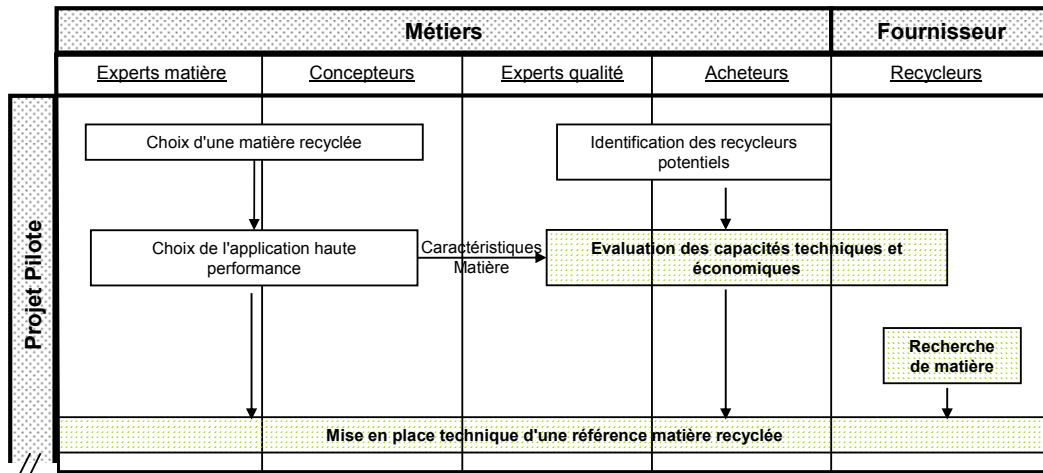 Métiers
Fournisseur
Experts matière
Concepteurs
Experts qualité
Acheteurs
Recycleurs
Projet Pilote
Choix d'une matière recyclée
Identification des recycleurs
potentiels
Choix de l'application haute
performance
Caractéristiques
Matière
Evaluation des capacités techniques et
économiques
Recherche
de matière
Mise en place technique d'une référence matière recyclée